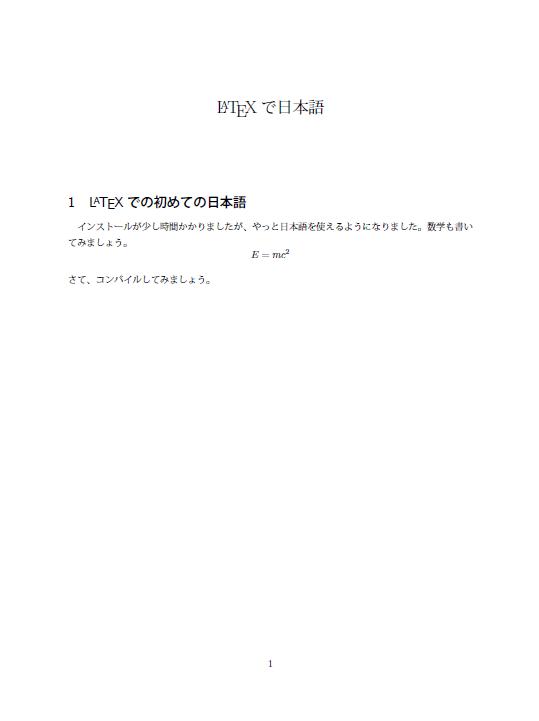 LATEX で日本語
1 LATEX での初めての日本語
インストールが少し時間かかりましたが、やっと日本語を使えるようになりました。数学も書い
てみましょう。
E = mc²
さて、コンパイルしてみましょう。
1